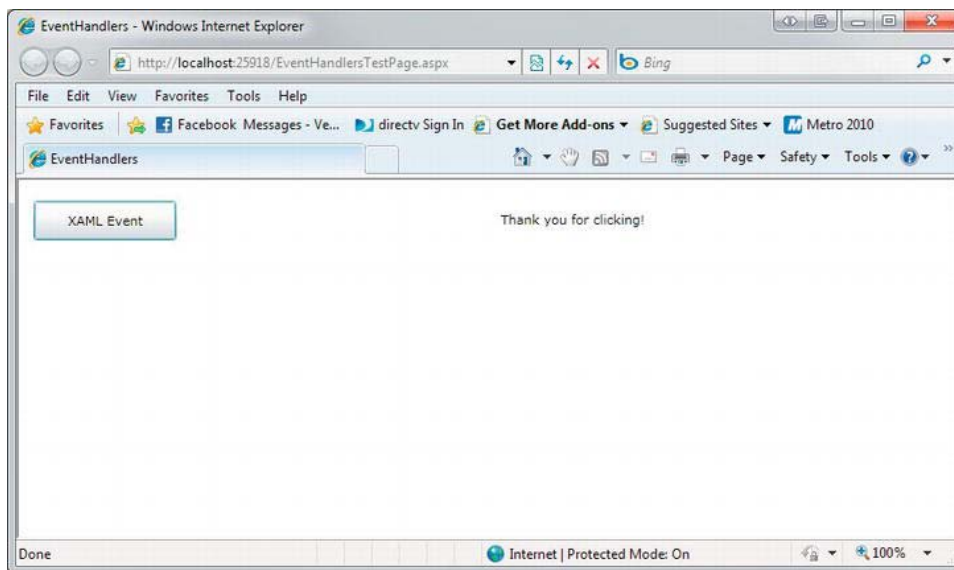 EventHandlers - Windows Internet Explorer
http://localhost:25918/EventHandlersTestPage.aspx
Bing
File Edit View Favorites Tools Help
Favorites Facebook Messages - Ve... directv Sign In Get More Add-ons Suggested Sites Metro 2010
EventHandlers Page Safety Tools
XAML Event Thank you for clicking!
Done Internet | Protected Mode: On 100%